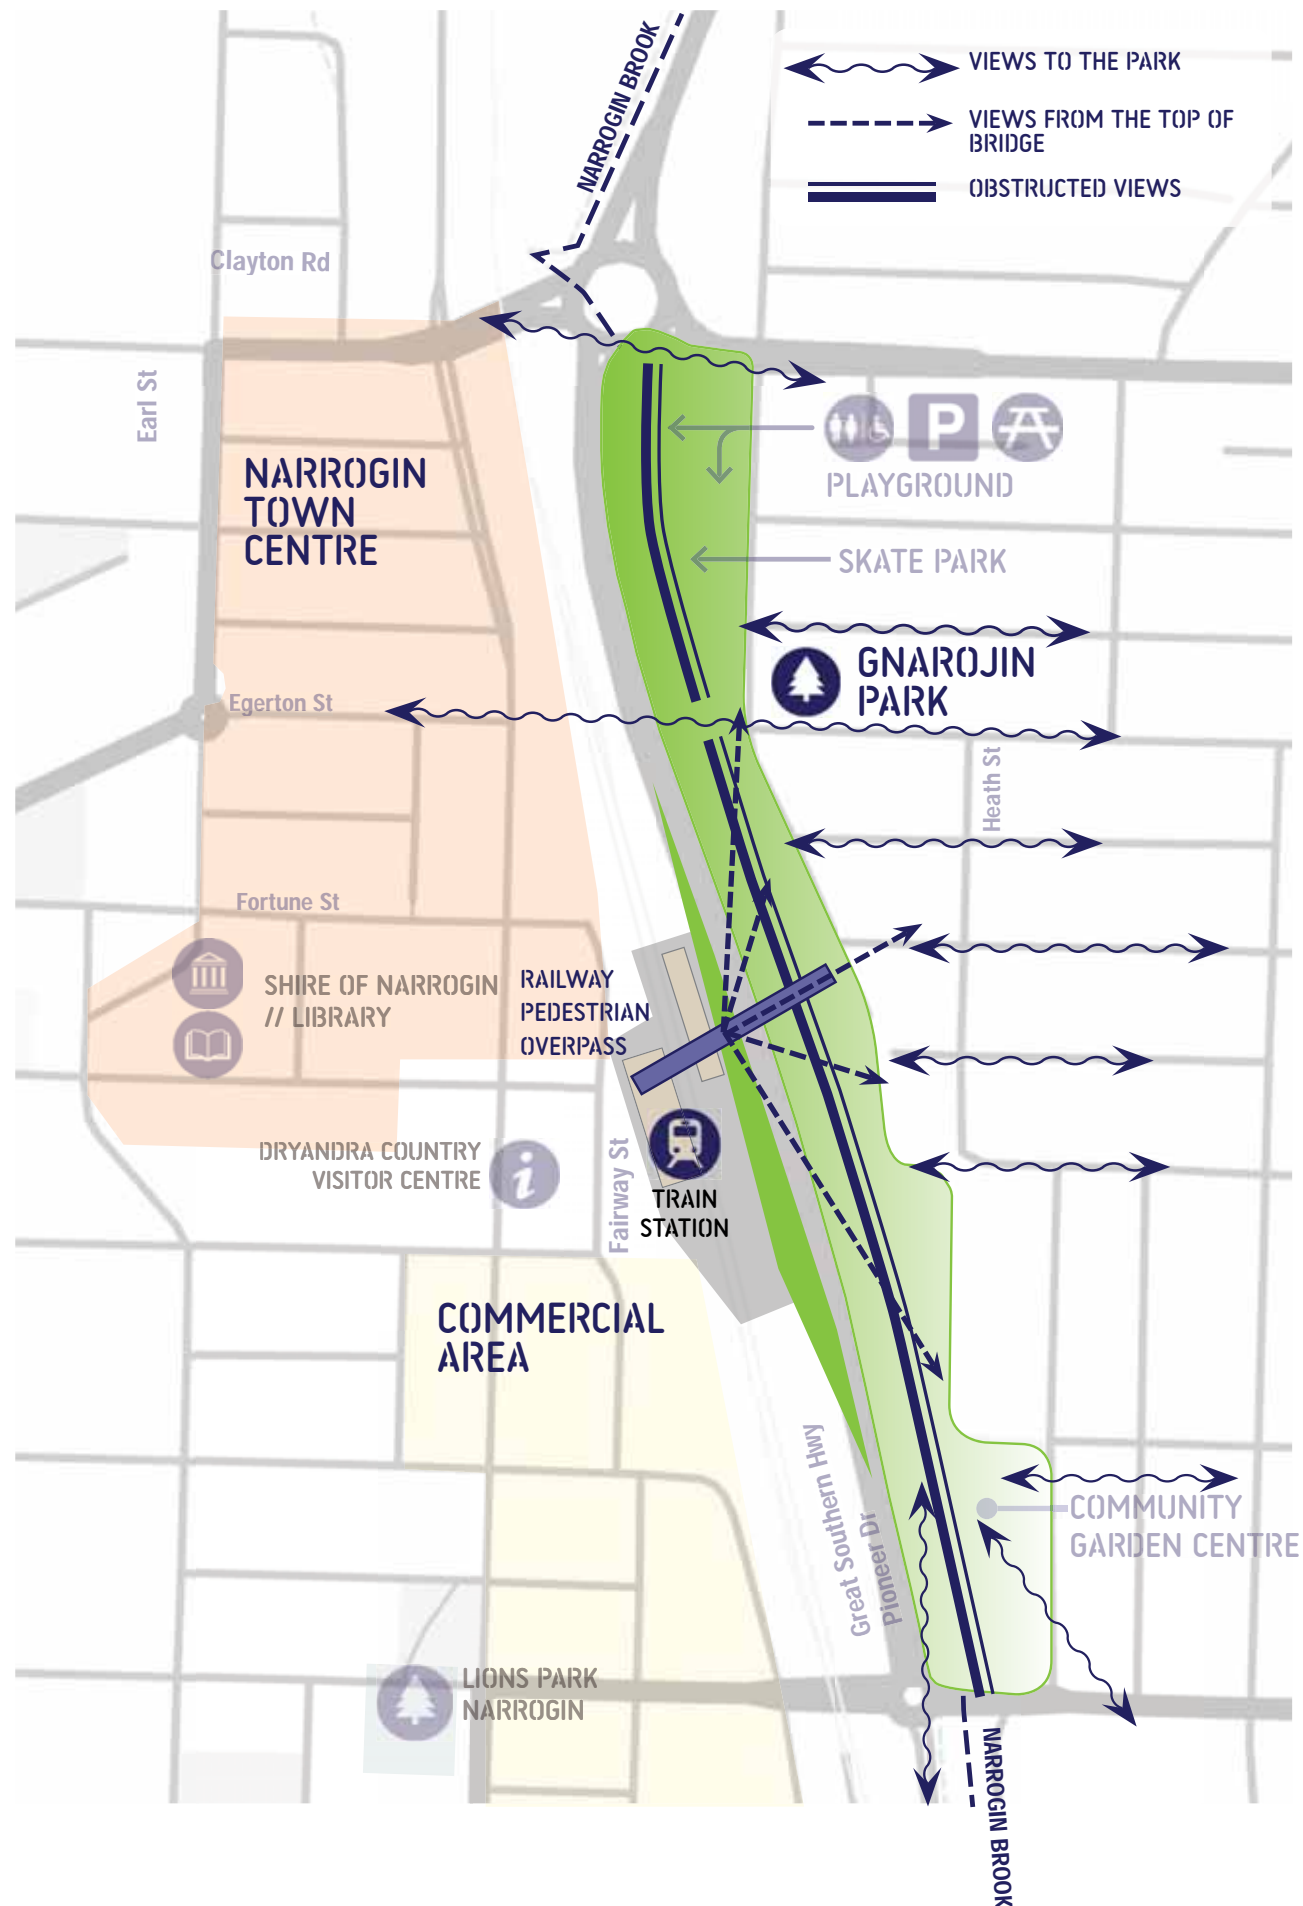 NARROGIN BROOK
VIEWS TO THE PARK
VIEWS FROM THE TOP OF
BRIDGE
OBSTRUCTED VIEWS
Clayton Rd
Earl St
NARROGIN
TOWN
CENTRE
P
PLAYGROUND
SKATE PARK
GNAROJIN
PARK
Egerton St
Heath St
Fortune St
SHIRE OF NARROGIN
// LIBRARY
RAILWAY
PEDESTRIAN
OVERPASS
DRYANDRA COUNTRY
VISITOR CENTRE
i
Fairway St
TRAIN
STATION
COMMERCIAL
AREA
Great Southern Hwy
Pioneer Dr
COMMUNITY
GARDEN CENTRE
LIONS PARK
NARROGIN
NARROGIN BROOK